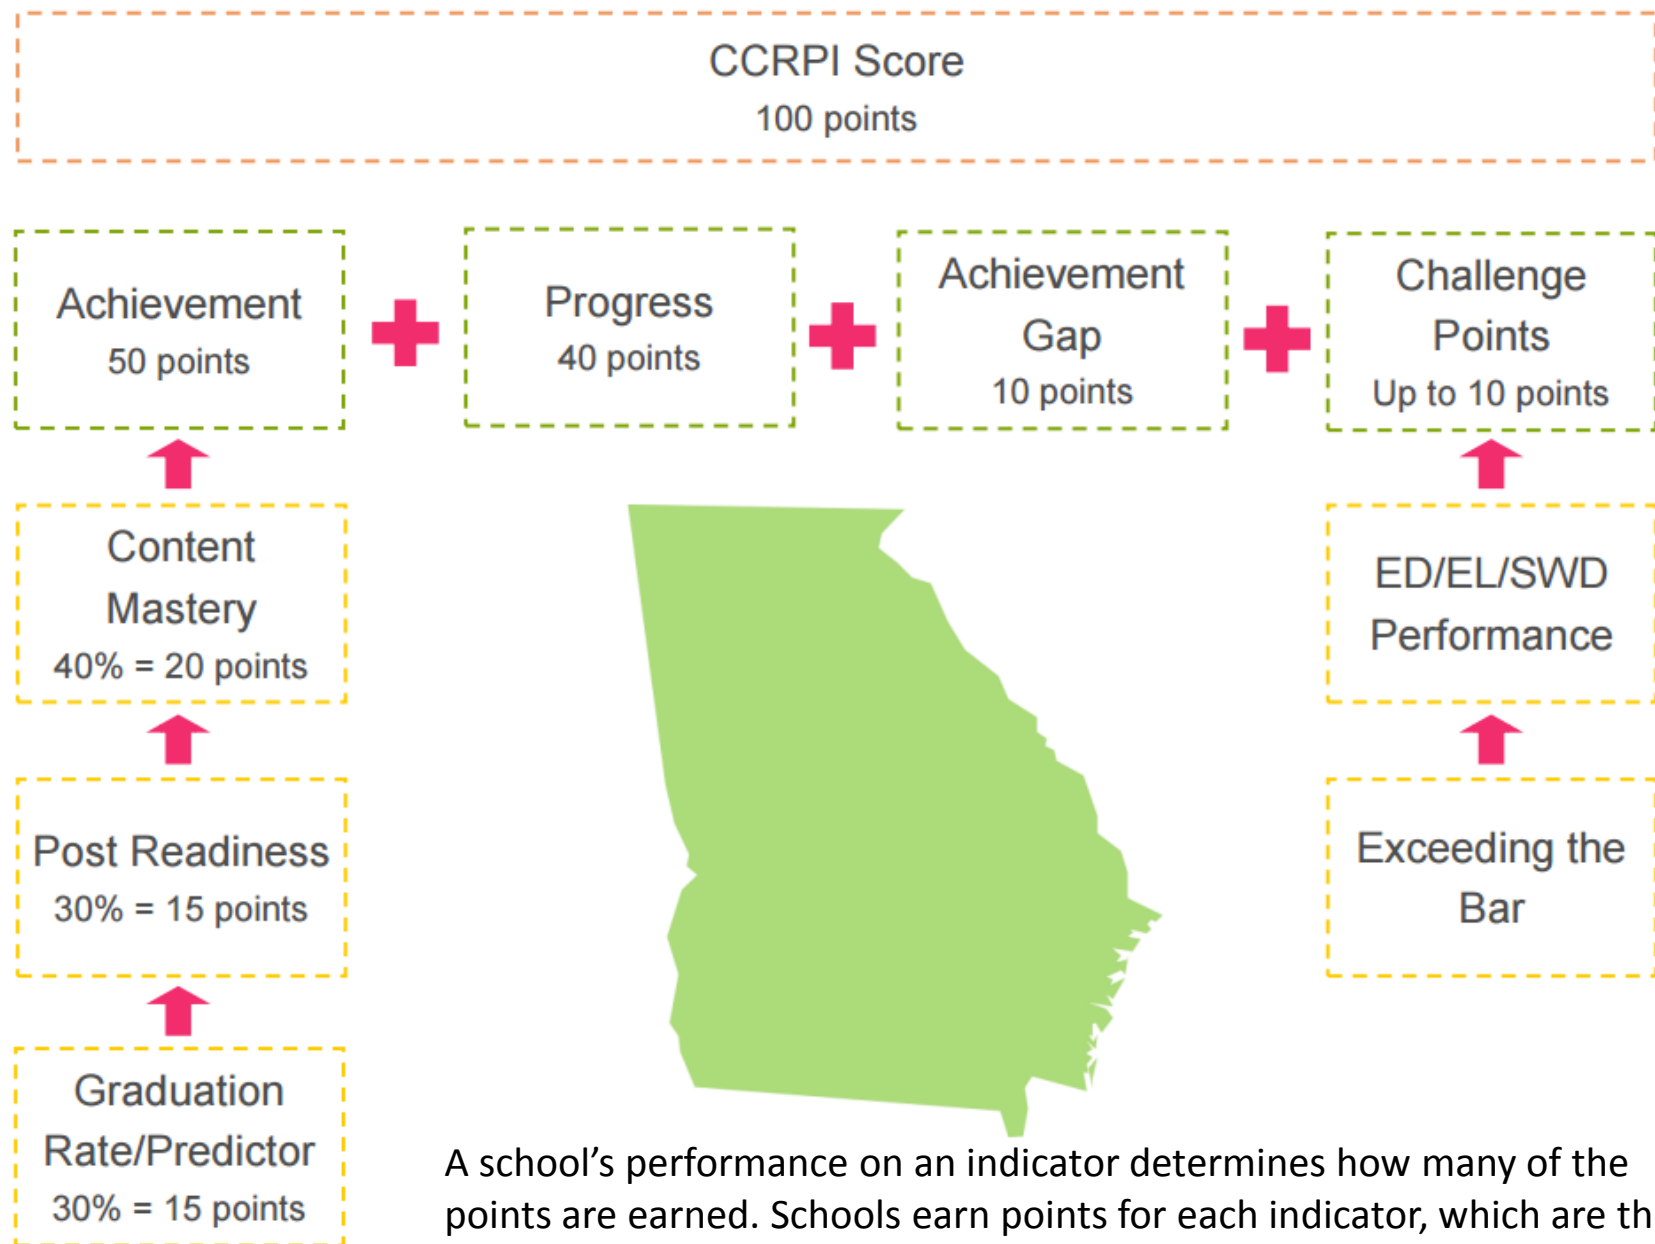 CCRPI Score
100 points
Achievement
50 points
Progress
40 points
Achievement
Gap
10 points
Challenge
Points
Up to 10 points
Content
Mastery
40% = 20 points
Post Readiness
30% = 15 points
Graduation
Rate/Predictor
30% = 15 points
ED/EL/SWD
Performance
Exceeding the
Bar
A school’s performance on an indicator determines how many of the
points are earned. Schools earn points for each indicator, which are th